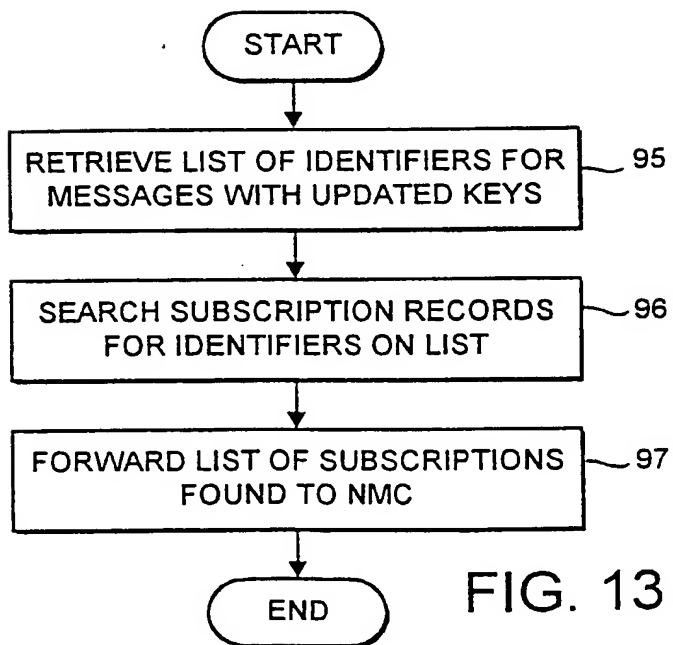 START
RETRIEVE LIST OF IDENTIFIERS FOR
MESSAGES WITH UPDATED KEYS
95
SEARCH SUBSCRIPTION RECORDS
FOR IDENTIFIERS ON LIST
96
FORWARD LIST OF SUBSCRIPTIONS
FOUND TO NMC
97
END
FIG. 13